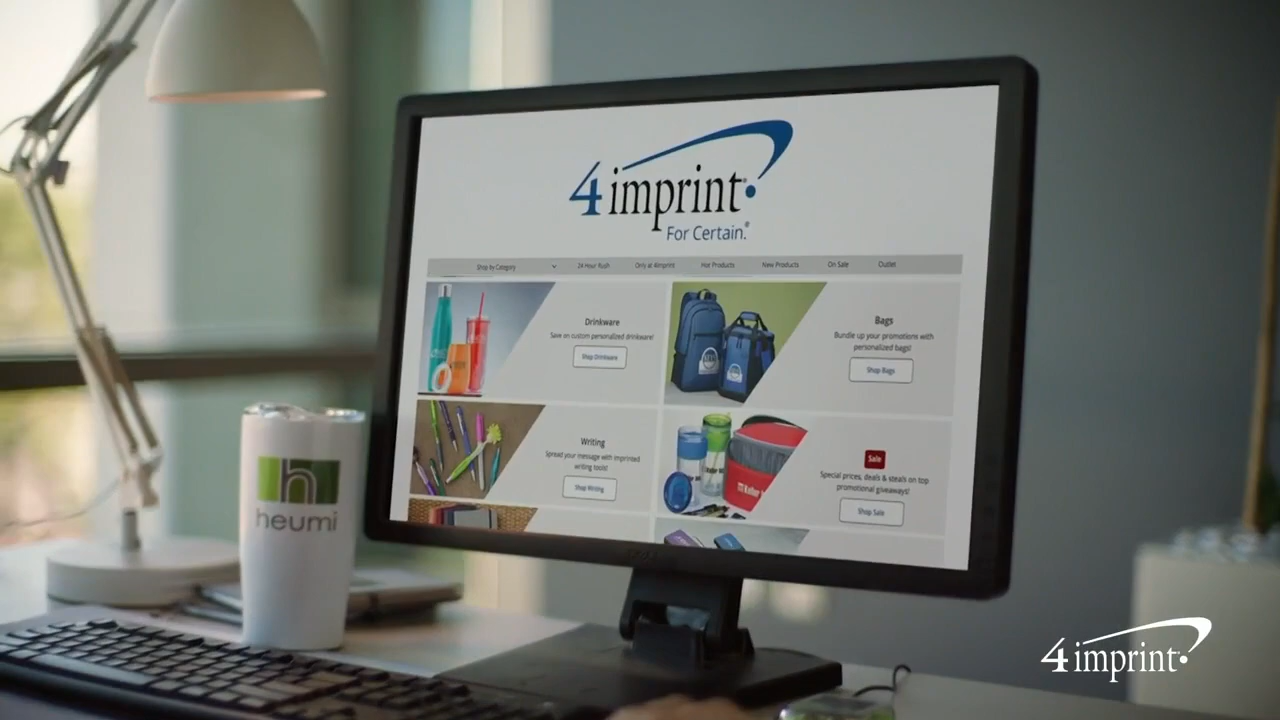 4imprint®
For Certain.®
Shop by Category
24 Hour Rush
Only at 4imprint
Hot Products
New Products
On Sale
Outlet
Drinkware
Save on custom personalized drinkware!
Shop Drinkware
Bags
Bundle up your promotions with
personalized bags!
Shop Bags
Writing
Spread your message with imprinted
writing tools!
Shop Writing
Sale
Special prices, deals & steals on top
promotional giveaways!
Shop Sale
h
heumi
4imprint